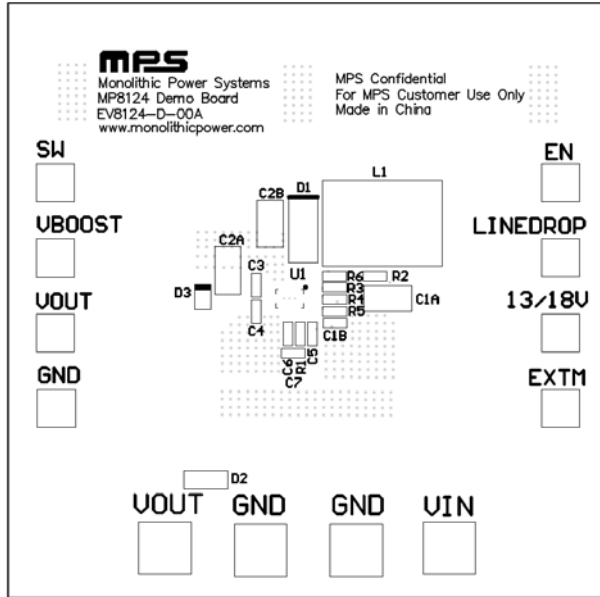 mps
Monolithic Power Systems
MP8124 Demo Board
EV8124-D-00A
www.monolithicpower.com
MPS Confidential
For MPS Customer Use Only
Made in China
SW
VBOOST
VOUT
GND
EN
LINEDROP
13/18V
EXTM
L1
D1
C2B
C2A
C3
U1
D3
C4
R6
R2
R3
R4
C1A
R5
C1B
C6
R1
C5
C7
D2
VOUT
GND
GND
VIN